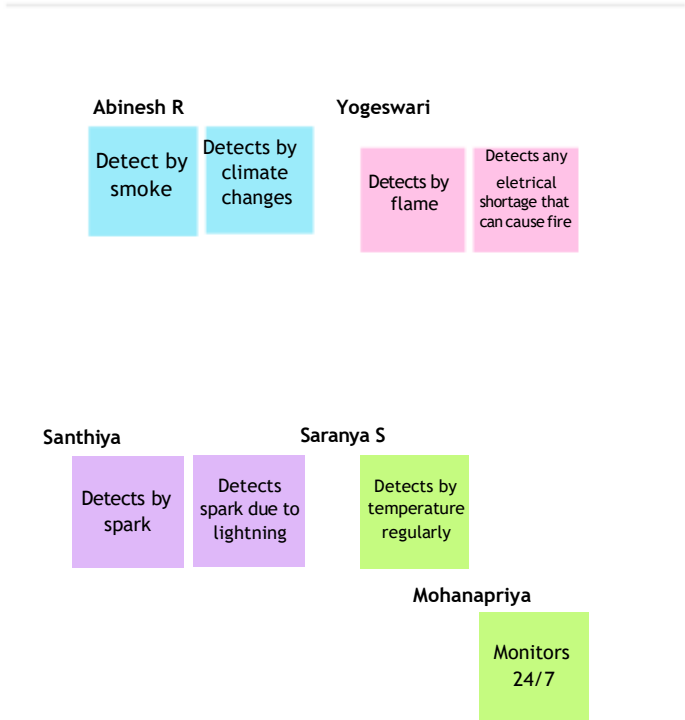 Abinesh R
Detect by
smoke
Detects by
climate
changes
Yogeswari
Detects by
flame
Detects any
eletrical
shortage that
can cause fire
Santhiya
Detects by
spark
Detects
spark due to
lightning
Saranya S
Detects by
temperature
regularly
Mohanapriya
Monitors
24/7